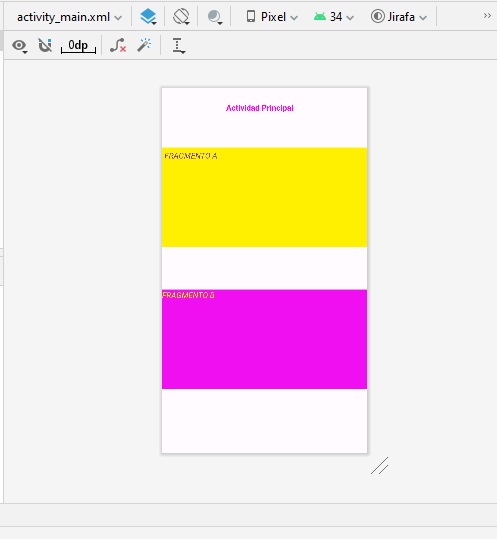 activity_main.xml Pixel 34 Jirafa
0dp
Actividad Principal
FRAGMENTO A
FRAGMENTO B